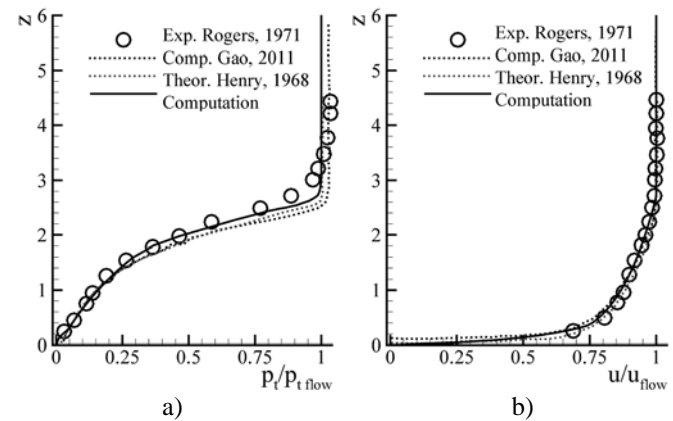 z
6
5
4
3
2
1
0
Exp. Rogers, 1971
Comp. Gao, 2011
Theor. Henry, 1968
Computation
0 0.25 0.5 0.75 1
pt/pt flow
a)
z
6
5
4
3
2
1
0
Exp. Rogers, 1971
Comp. Gao, 2011
Theor. Henry, 1968
Computation
0 0.25 0.5 0.75 1
u/uflow
b)